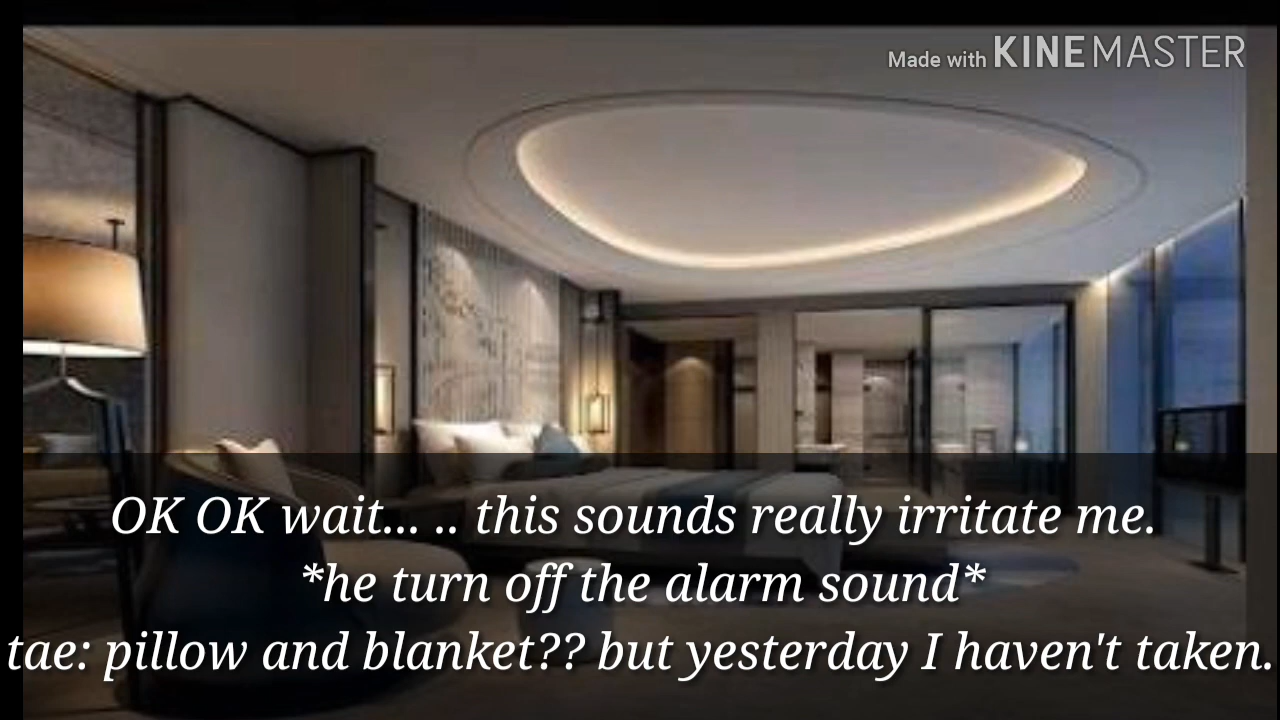 Made with KINEMASTER
OK OK wait... .. this sounds really irritate me.
*he turn off the alarm sound*
tae: pillow and blanket?? but yesterday I haven't taken.